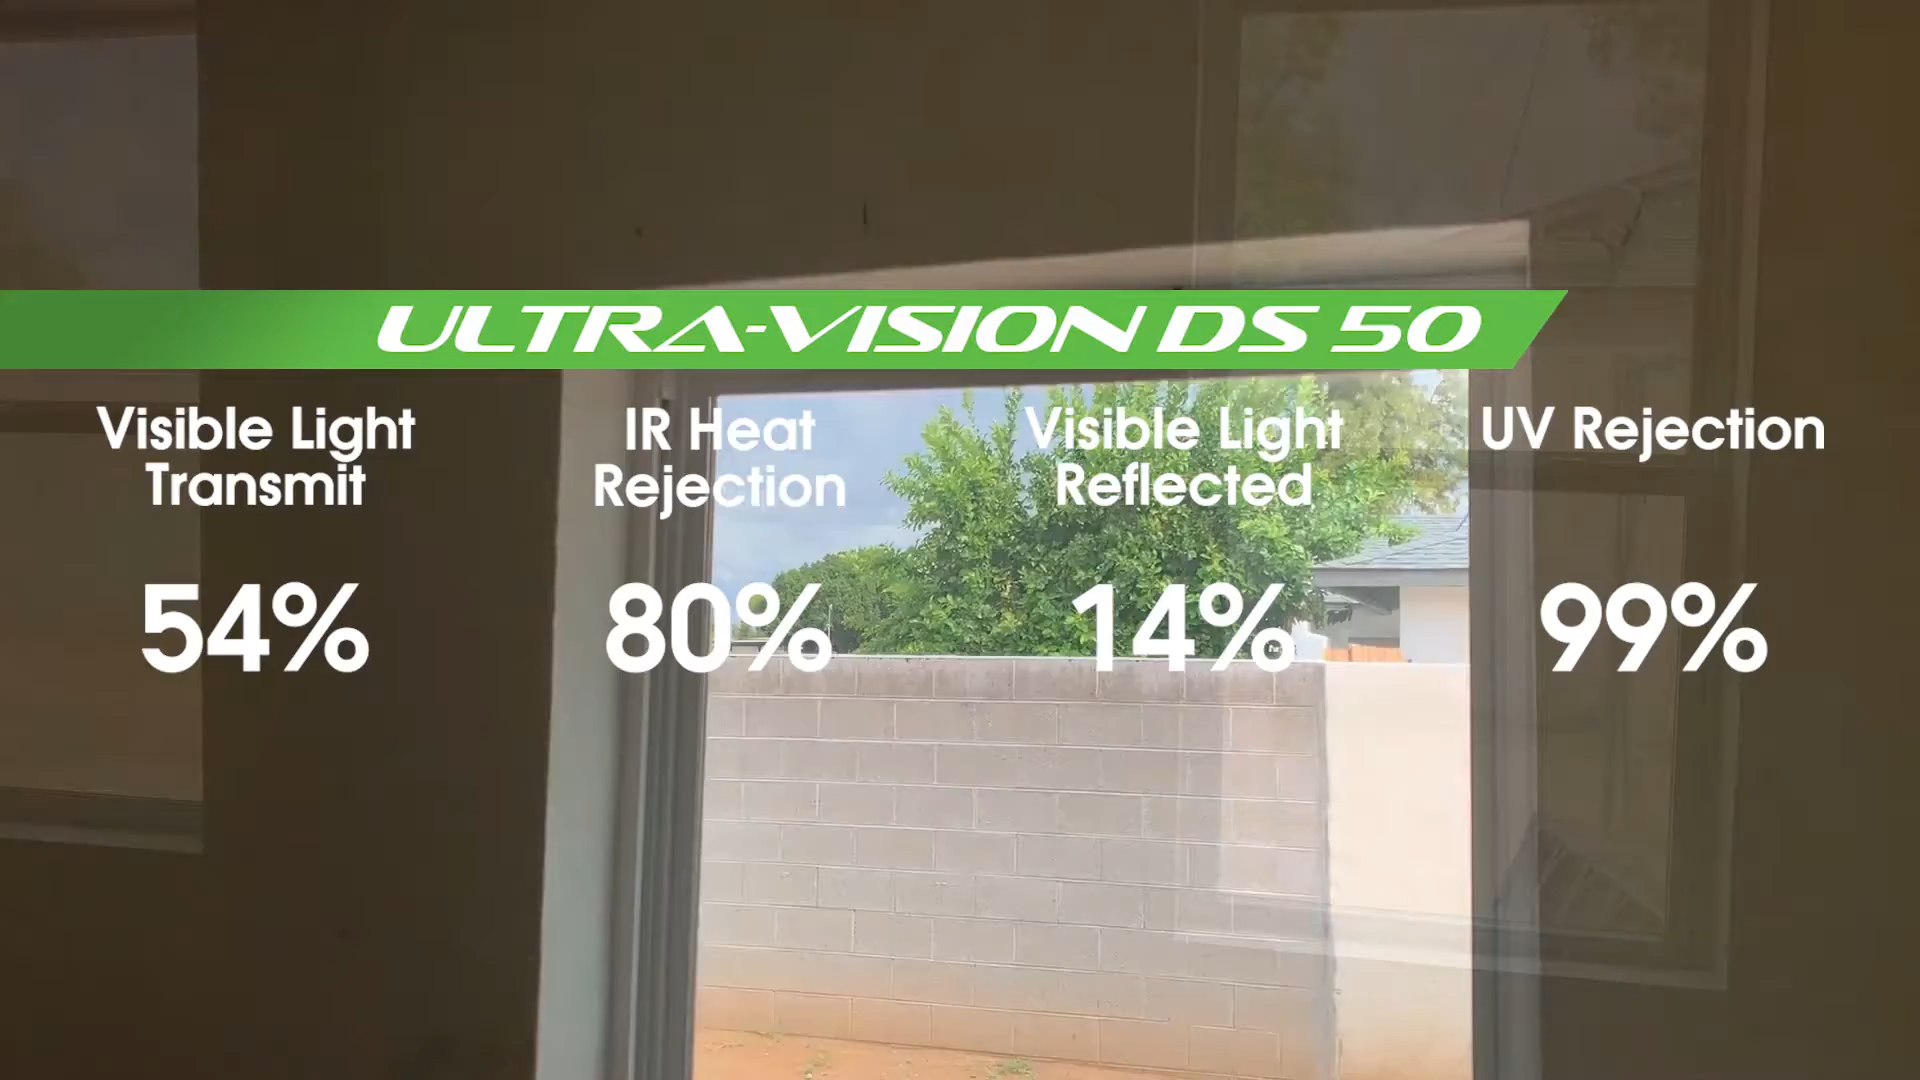 ULTRA-VISION DS 50
Visible Light
Transmit
54%
IR Heat
Rejection
80%
Visible Light
Reflected
14%
UV Rejection
99%